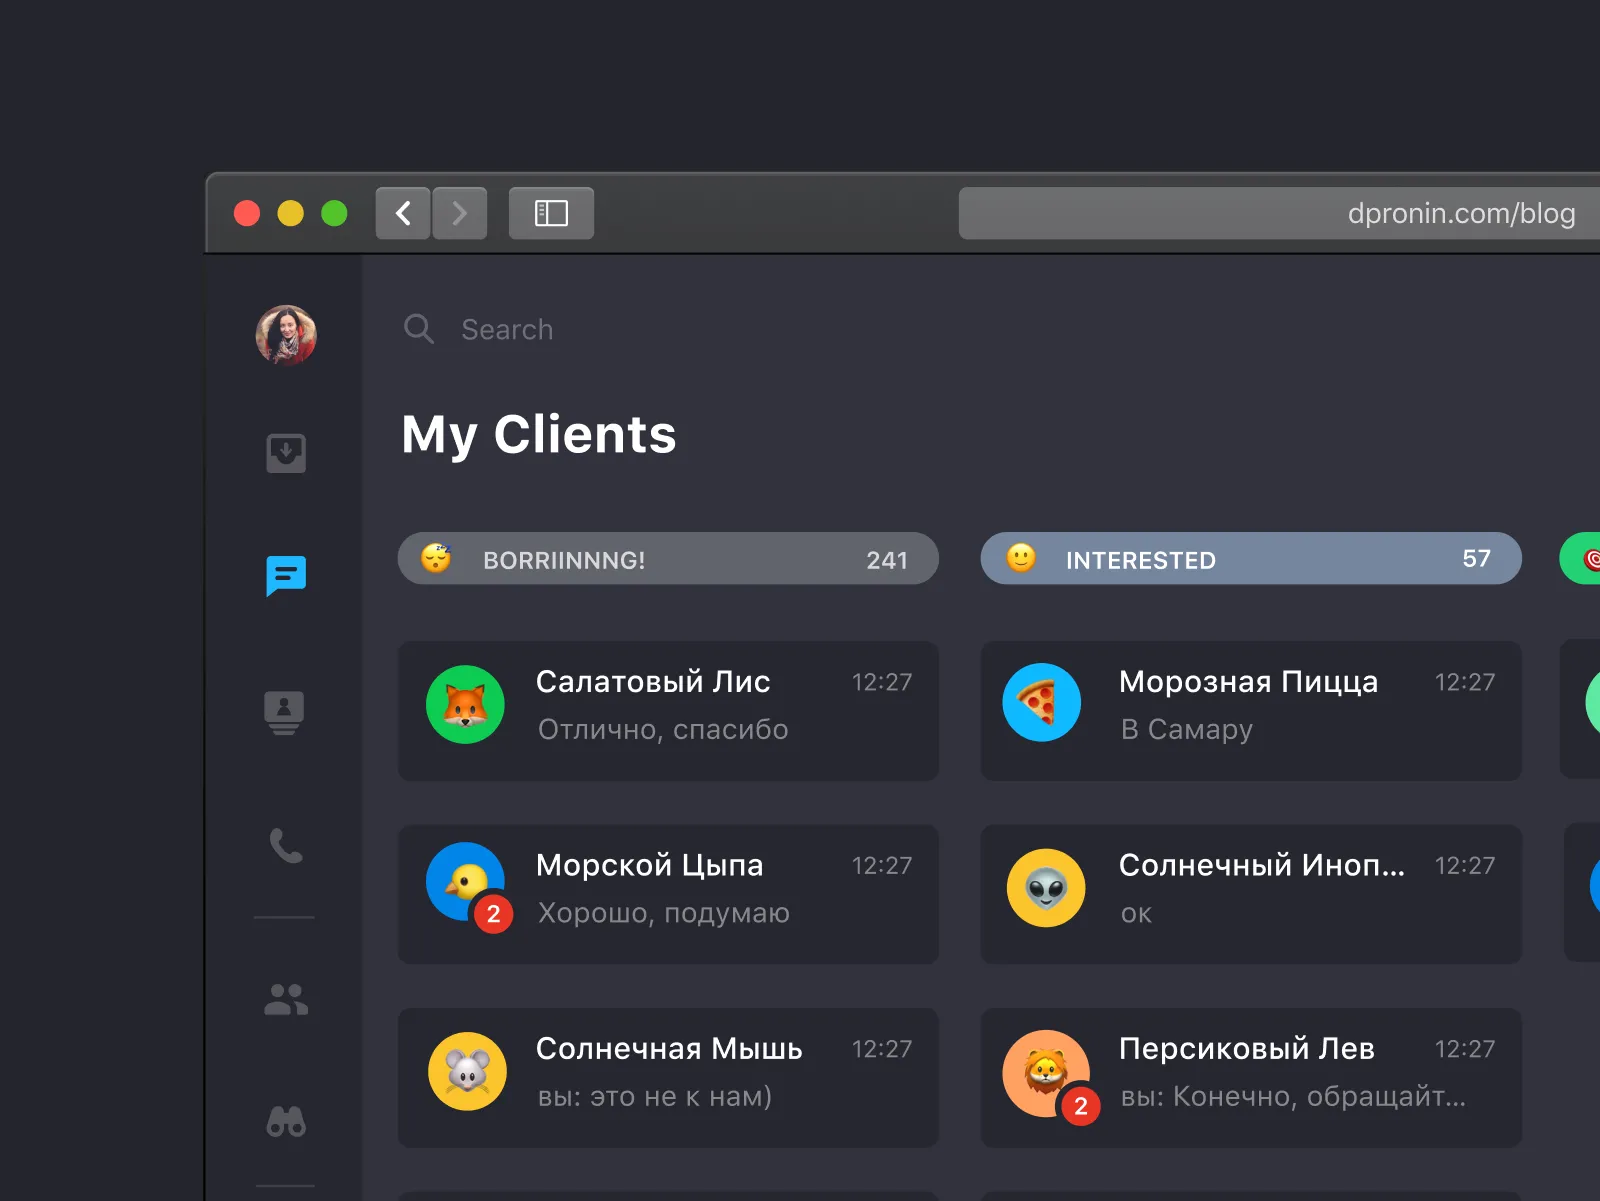 dpronin.com/blog
Search
My Clients
BORRIINNNG! 241
Салатовый Лис 12:27
Отлично, спасибо
Морской Цыпа 12:27
2
Хорошо, подумаю
Солнечная Мышь 12:27
вы: это не к нам)
INTERESTED 57
Морозная Пицца 12:27
В Самару
Солнечный Иноп... 12:27
ок
Персиковый Лев 12:27
2
вы: Конечно, обращайт...